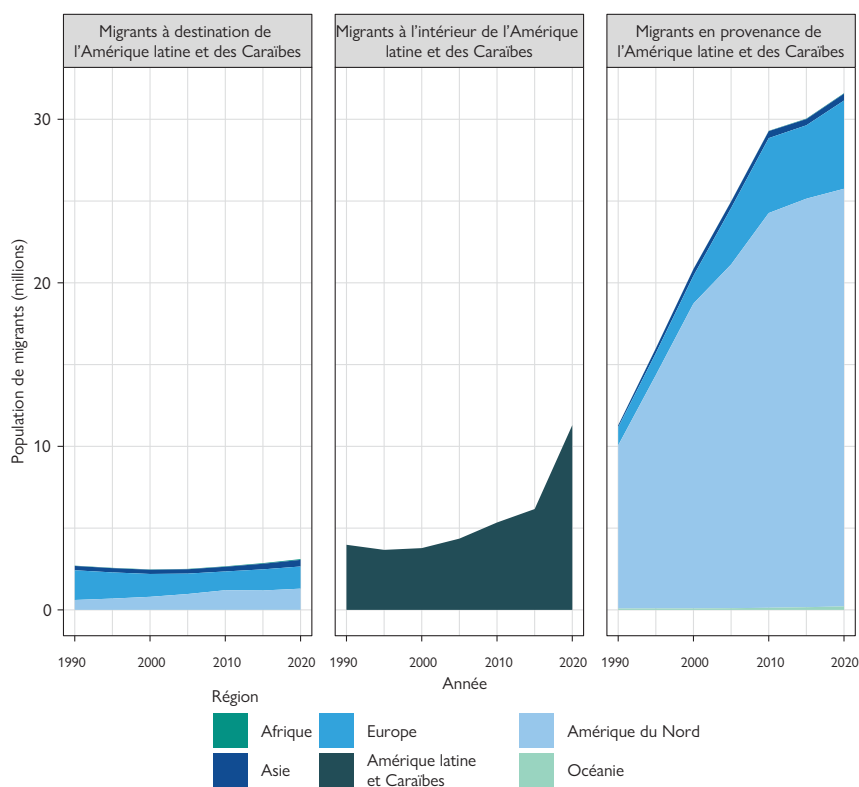 Migrants à destination de
l'Amérique latine et des Caraïbes
Migrants à l'intérieur de l'Amérique
latine et des Caraïbes
Migrants en provenance de
l'Amérique latine et des Caraïbes
Population de migrants (millions)
30
20
10
0
1990 2000 2010 2020
1990 2000 2010 2020
1990 2000 2010 2020
Année
Région
Afrique
Europe
Amérique du Nord
Asie
Amérique latine
et Caraïbes
Océanie